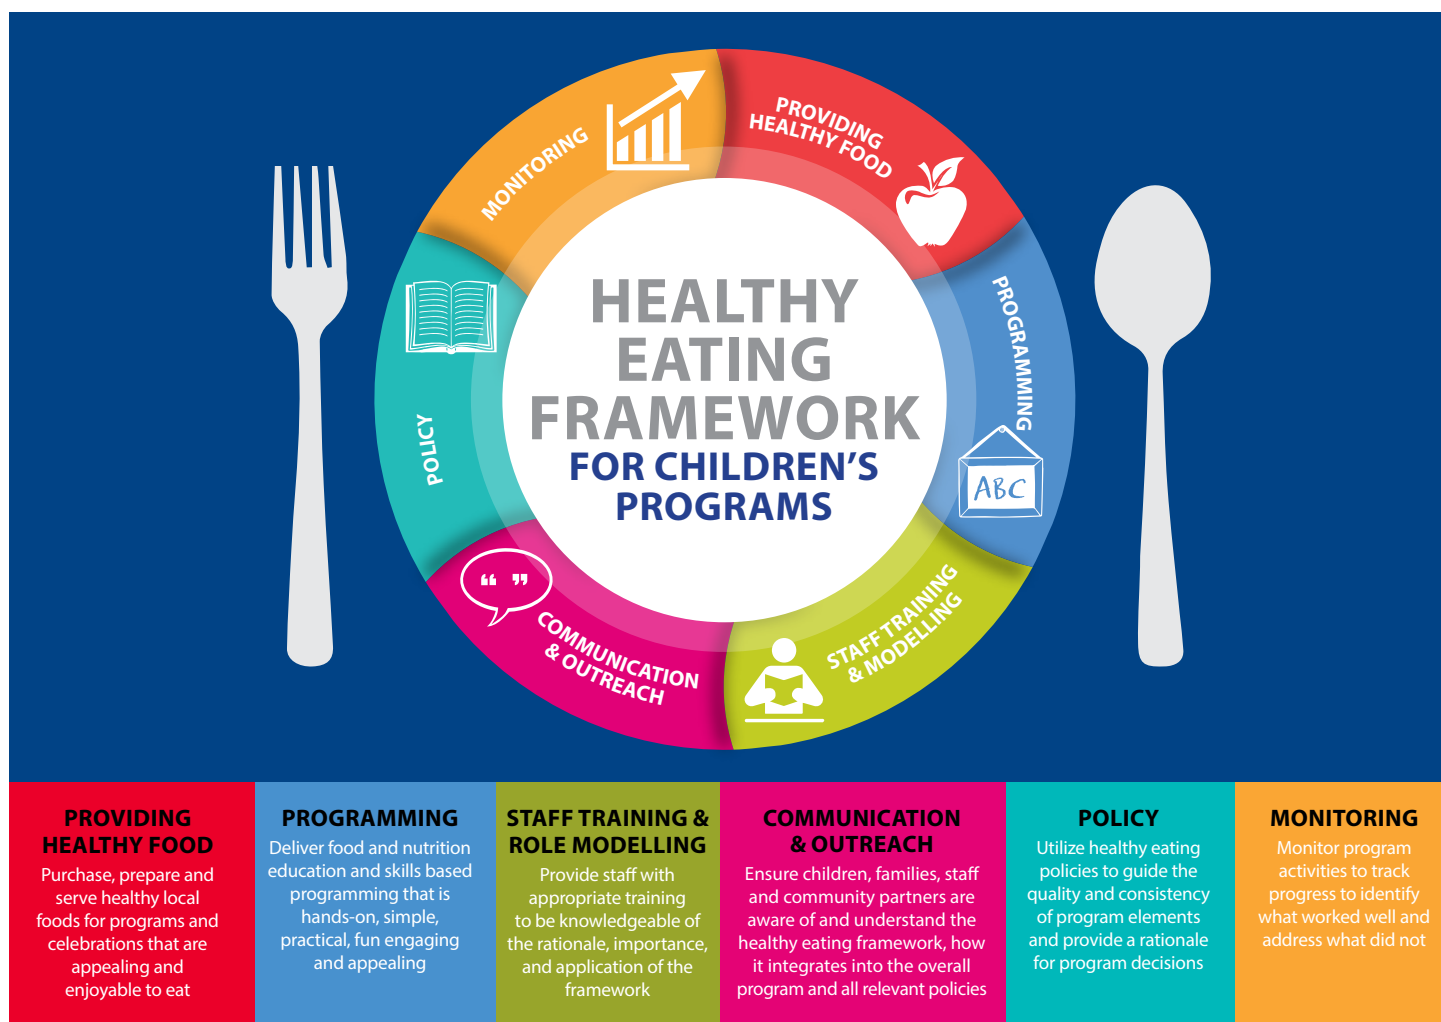 MONITORING
PROVIDING
HEALTHY FOOD
PROGRAMMING
ABC
STAFF TRAINING
& MODELLING
COMMUNICATION
& OUTREACH
“ ”
POLICY
HEALTHY
EATING
FRAMEWORK
FOR CHILDREN'S
PROGRAMS
PROVIDING
HEALTHY FOOD
Purchase, prepare and
serve healthy local
foods for programs and
celebrations that are
appealing and
enjoyable to eat
PROGRAMMING
Deliver food and nutrition
education and skills based
programming that is
hands-on, simple,
practical, fun engaging
and appealing
STAFF TRAINING &
ROLE MODELLING
Provide staff with
appropriate training
to be knowledgeable of
the rationale, importance,
and application of the
framework
COMMUNICATION
& OUTREACH
Ensure children, families, staff
and community partners are
aware of and understand the
healthy eating framework, how
it integrates into the overall
program and all relevant policies
POLICY
Utilize healthy eating
policies to guide the
quality and consistency
of program elements
and provide a rationale
for program decisions
MONITORING
Monitor program
activities to track
progress to identify
what worked well and
address what did not